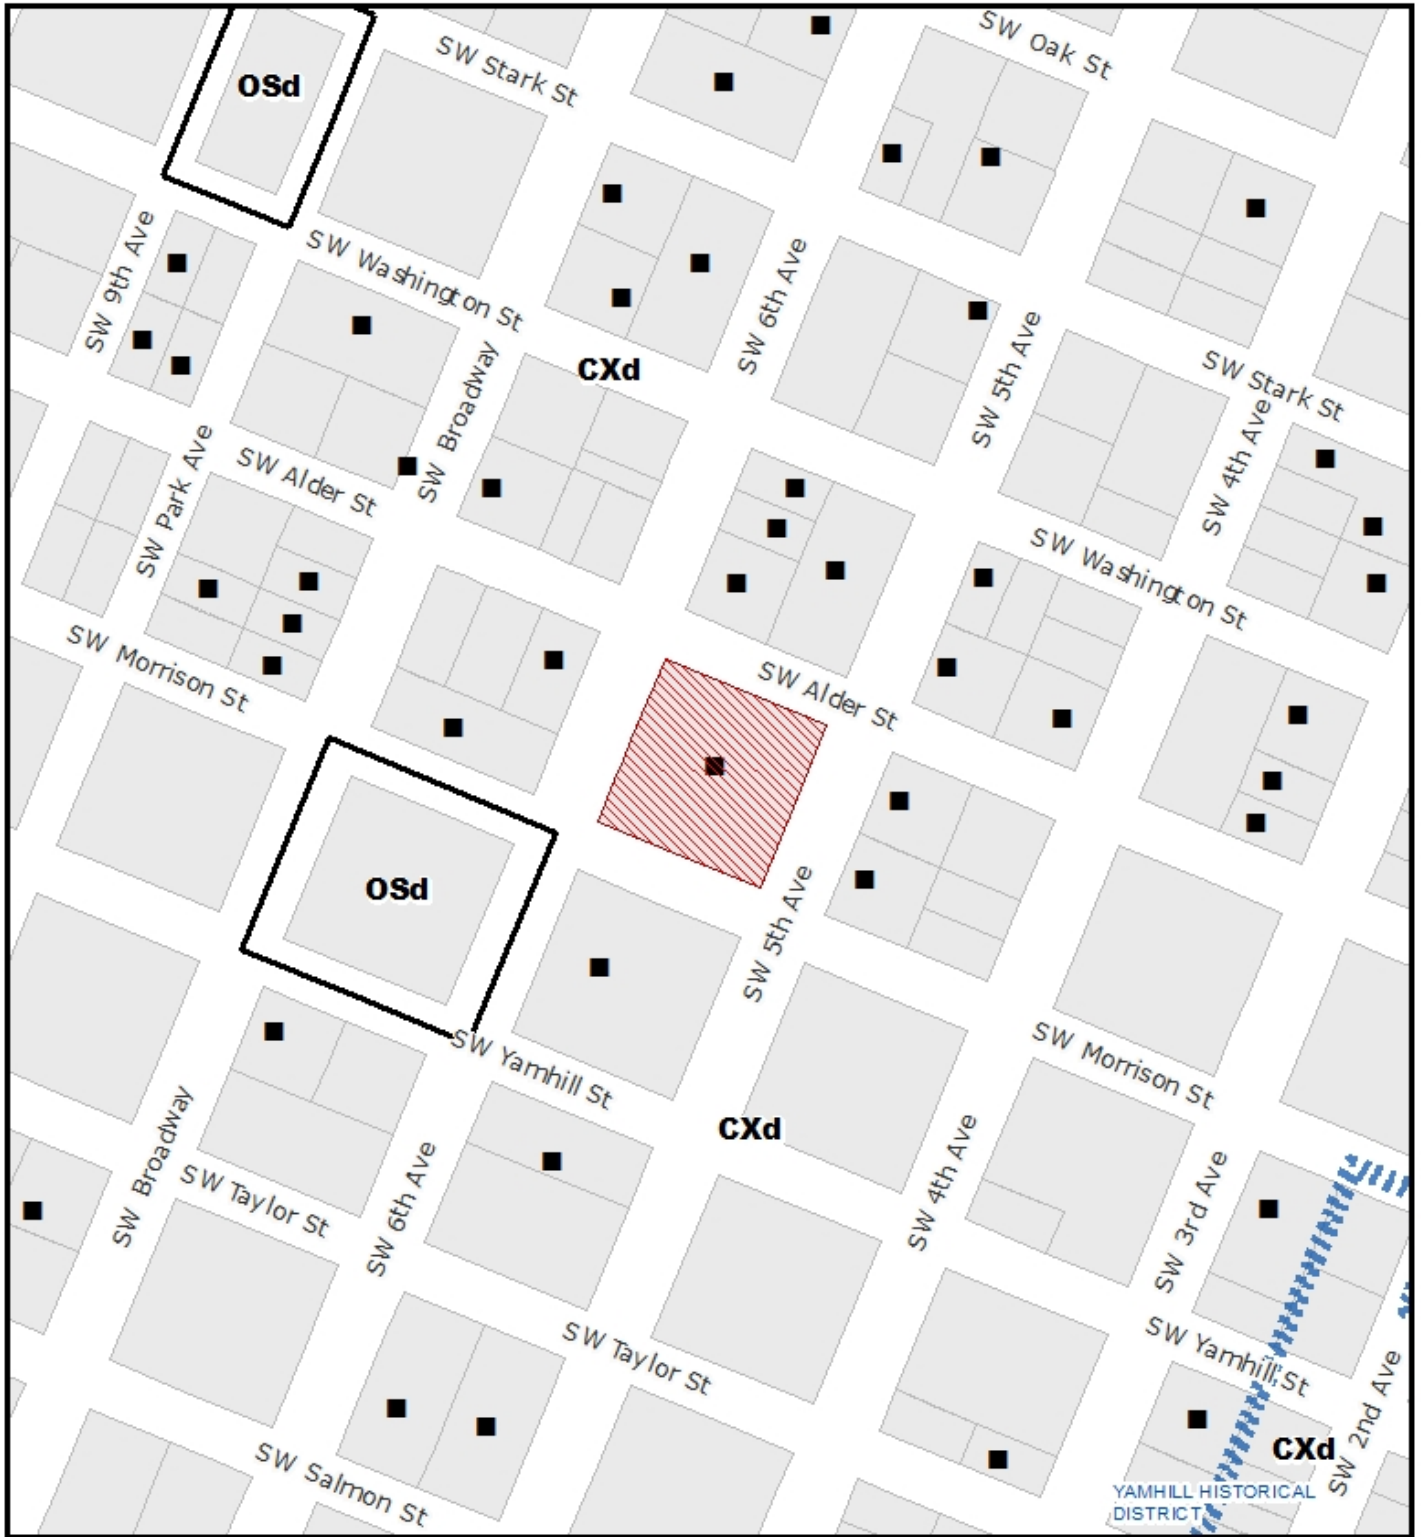 SW Oak St
SW Stark St
OSd
SW 9th Ave
SW Washington St
SW 6th Ave
SW 5th Ave
SW Broadway
CXd
SW Stark St
SW 4th Ave
SW Park Ave
SW Alder St
SW Washington St
SW Morrison St
SW Alder St
OSd
SW 5th Ave
SW Yamhill St
SW Morrison St
CXd
SW Broadway
SW Taylor St
SW 6th Ave
SW 4th Ave
SW 3rd Ave
SW Taylor St
SW Yamhill St
SW 2nd Ave
CXd
SW Salmon St
YAMHILL HISTORICAL
DISTRICT